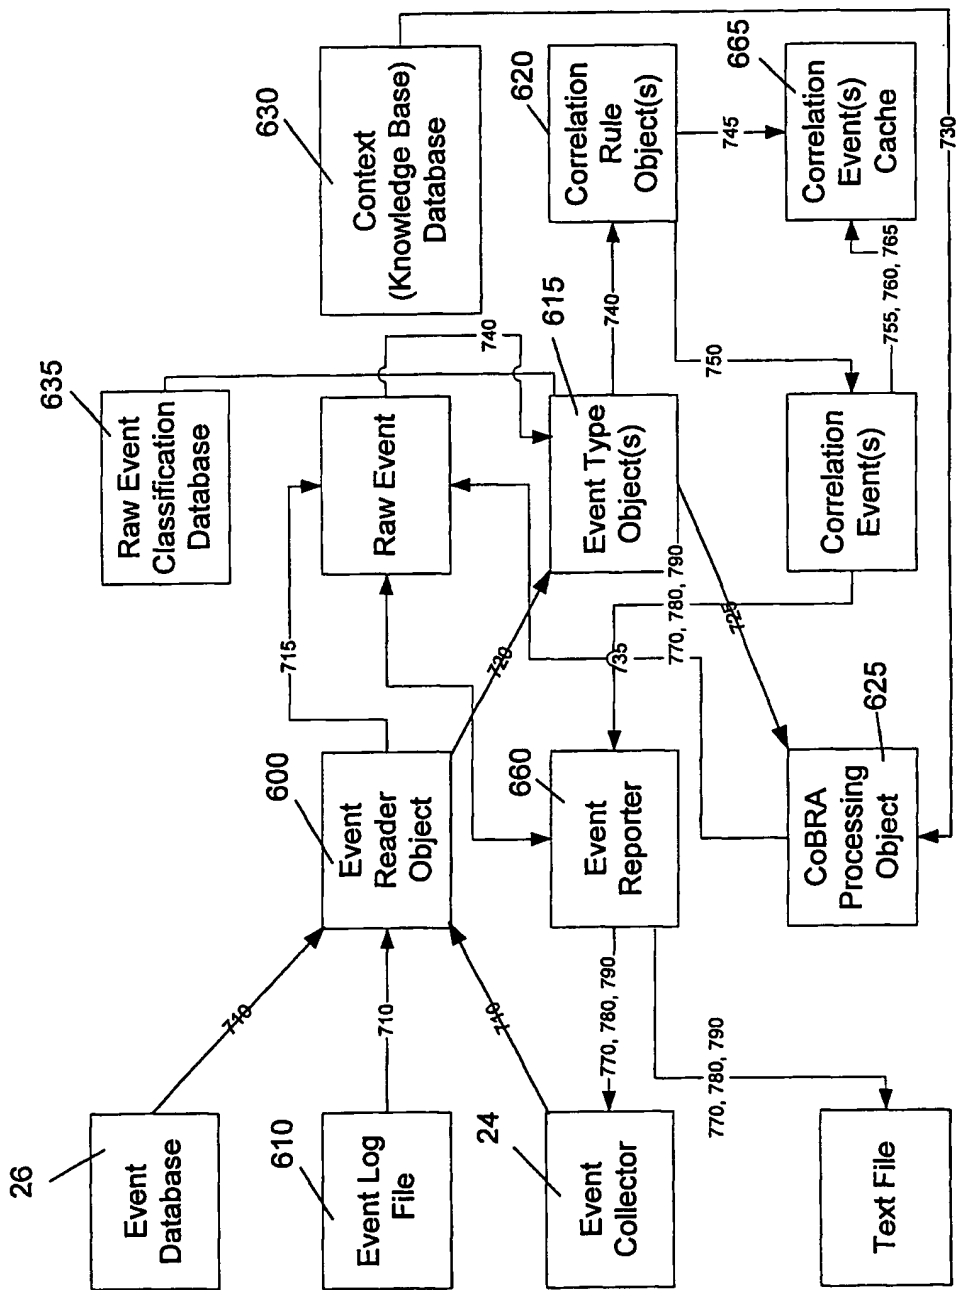 26
Event
Database
610
Event Log
File
24
Event
Collector
Text File
710
710
710
770, 780, 790
770, 780, 790
600
Event
Reader
Object
660
Event
Reporter
CoBRA
Processing
Object
625
715
720
735
770, 780, 790
725
635
Raw Event
Classification
Database
Raw Event
740
615
Event Type
Object(s)
Correlation
Event(s)
740
750
755, 760, 765
630
Context
(Knowledge Base)
Database
620
Correlation
Rule
Object(s)
745
665
Correlation
Event(s)
Cache
730